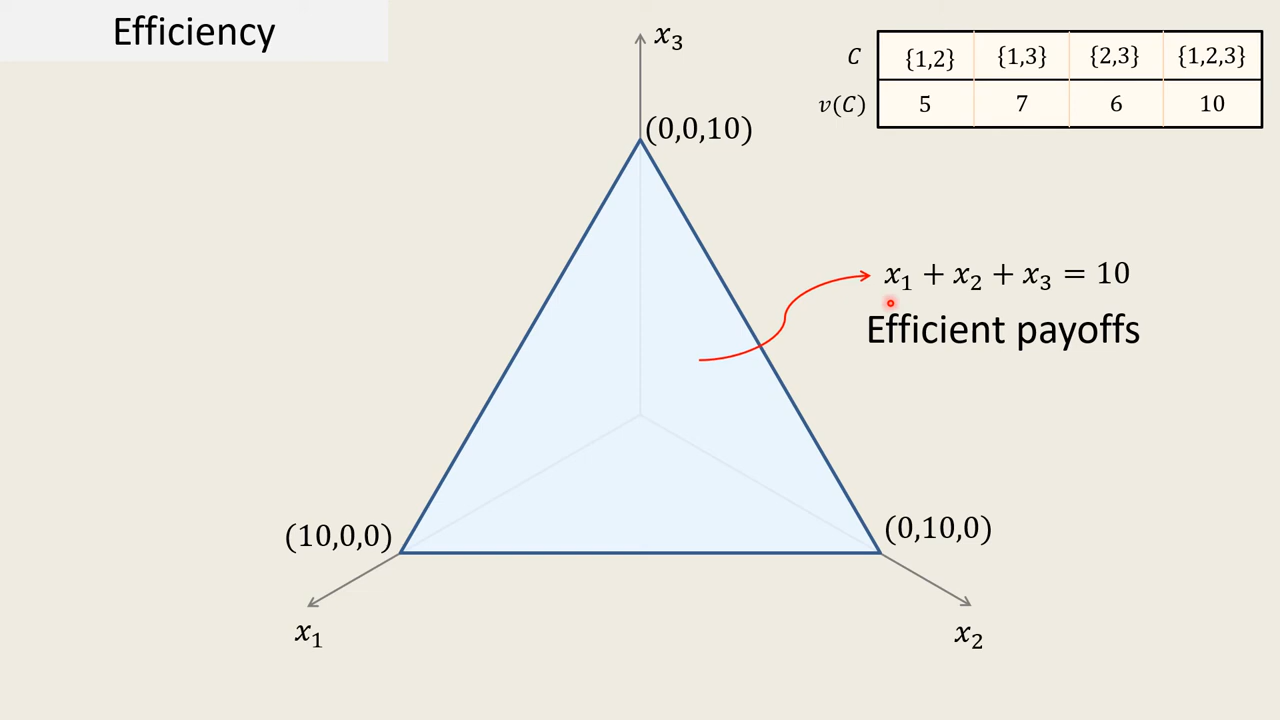 Efficiency
x₃
C {1,2} {1,3} {2,3} {1,2,3}
v(C) 5 7 6 10
(0,0,10)
x₁ + x₂ + x₃ = 10
Efficient payoffs
(10,0,0)
(0,10,0)
x₁
x₂